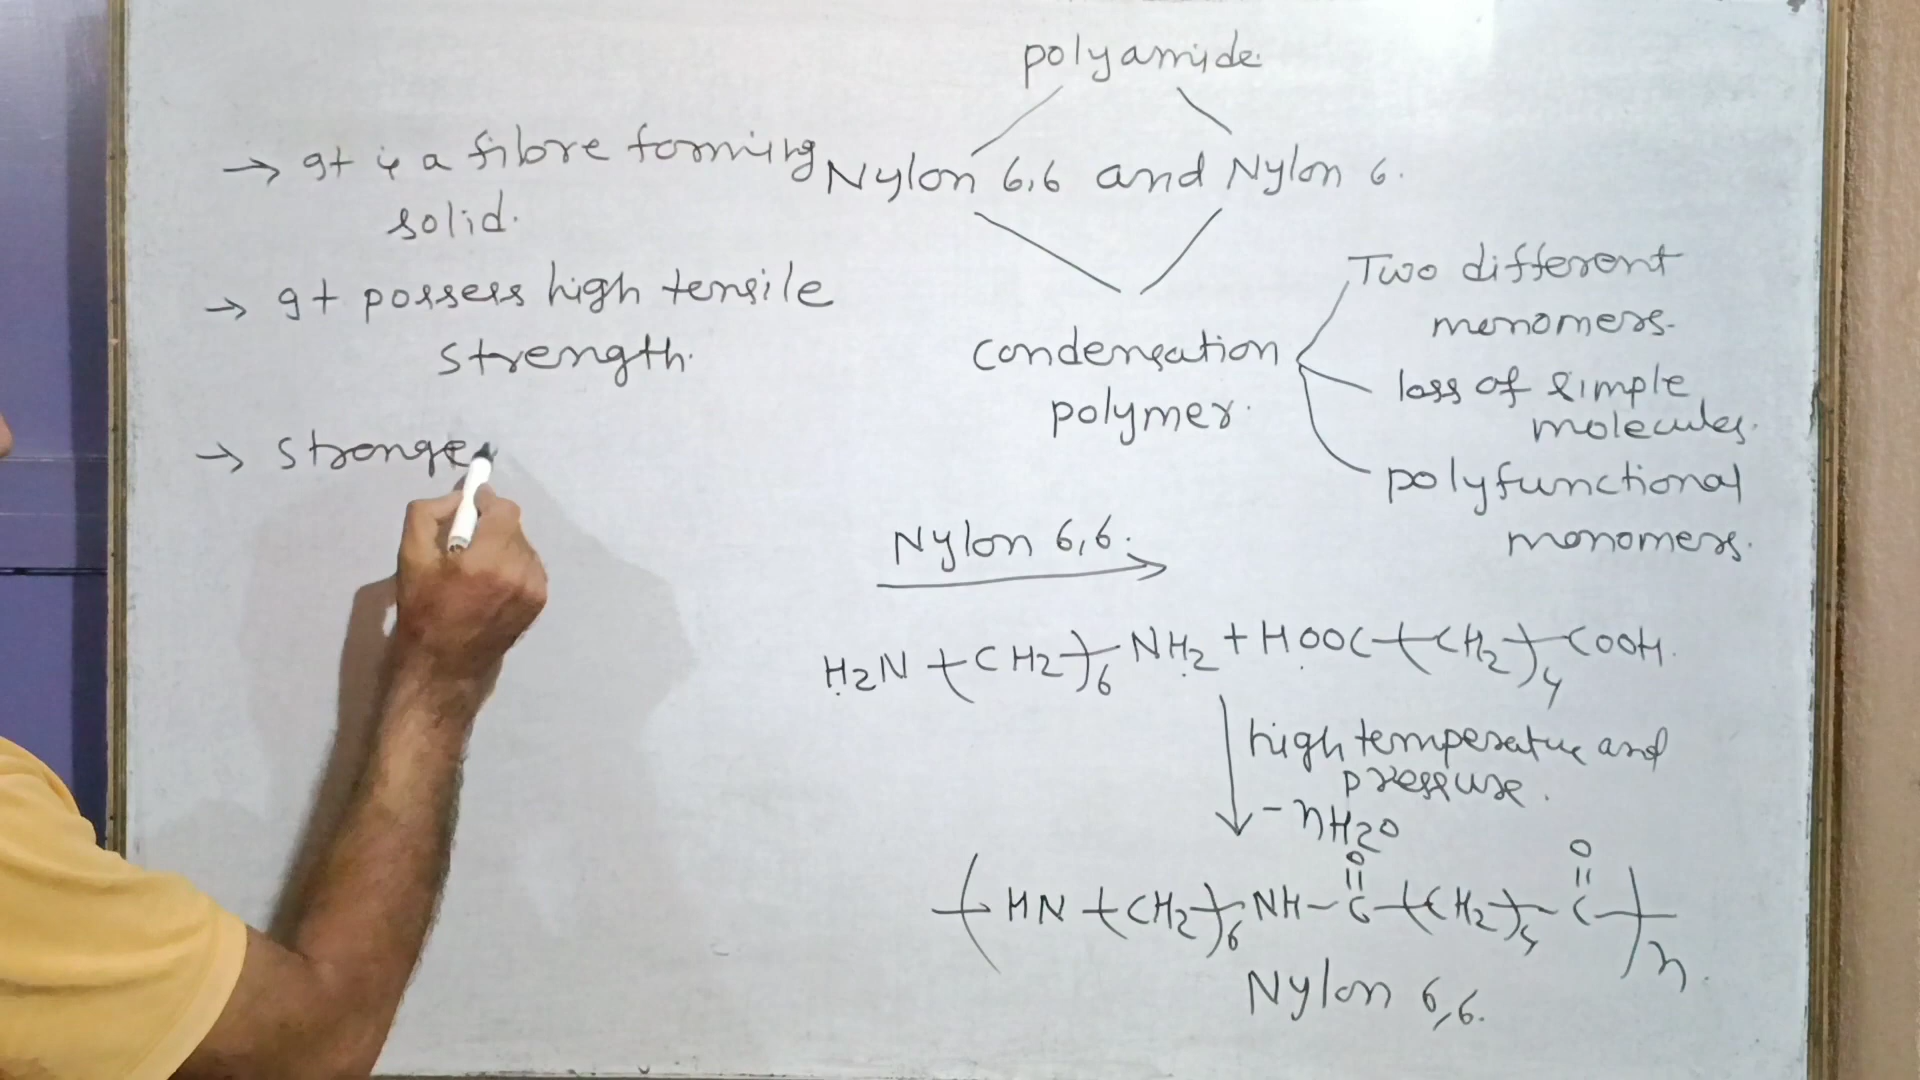 polyamide.
Nylon 6,6 and Nylon 6.
Condensation
polymer.
Two different
monomers.
loss of simple
molecules.
polyfunctional
monomers.
→ It is a fibre forming
solid.
→ It possess high tensile
strength.
→ stronge
Nylon 6,6.
H2N-(CH2)6-NH2 + HOOC-(CH2)4-COOH.
high temperature and
pressure.
-nH2O
O O
|| ||
-(HN-(CH2)6-NH-C-(CH2)4-C-)n.
Nylon 6,6.